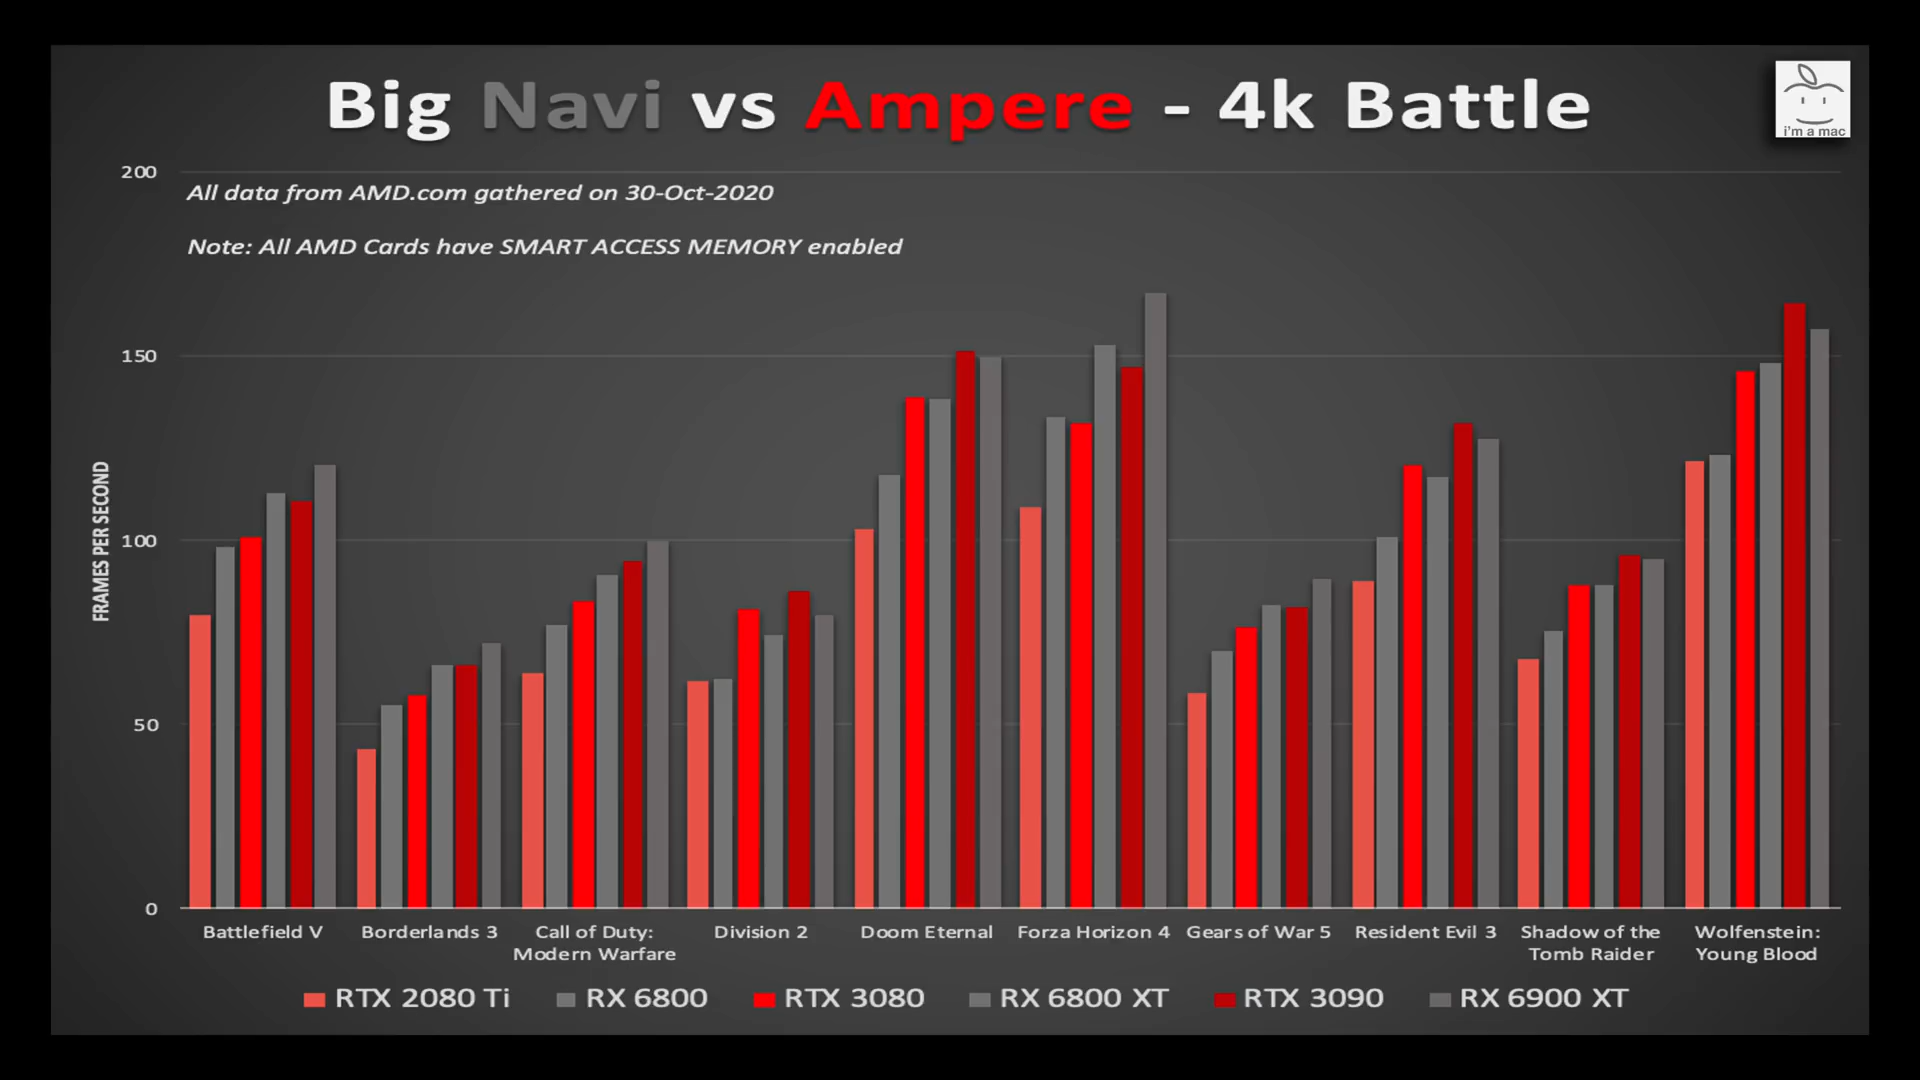 Big Navi vs Ampere - 4k Battle
i'm a mac
200
All data from AMD.com gathered on 30-Oct-2020
Note: All AMD Cards have SMART ACCESS MEMORY enabled
150
FRAMES PER SECOND
100
50
0
Battlefield V
Borderlands 3
Call of Duty:
Modern Warfare
Division 2
Doom Eternal
Forza Horizon 4
Gears of War 5
Resident Evil 3
Shadow of the
Tomb Raider
Wolfenstein:
Young Blood
RTX 2080 Ti
RX 6800
RTX 3080
RX 6800 XT
RTX 3090
RX 6900 XT